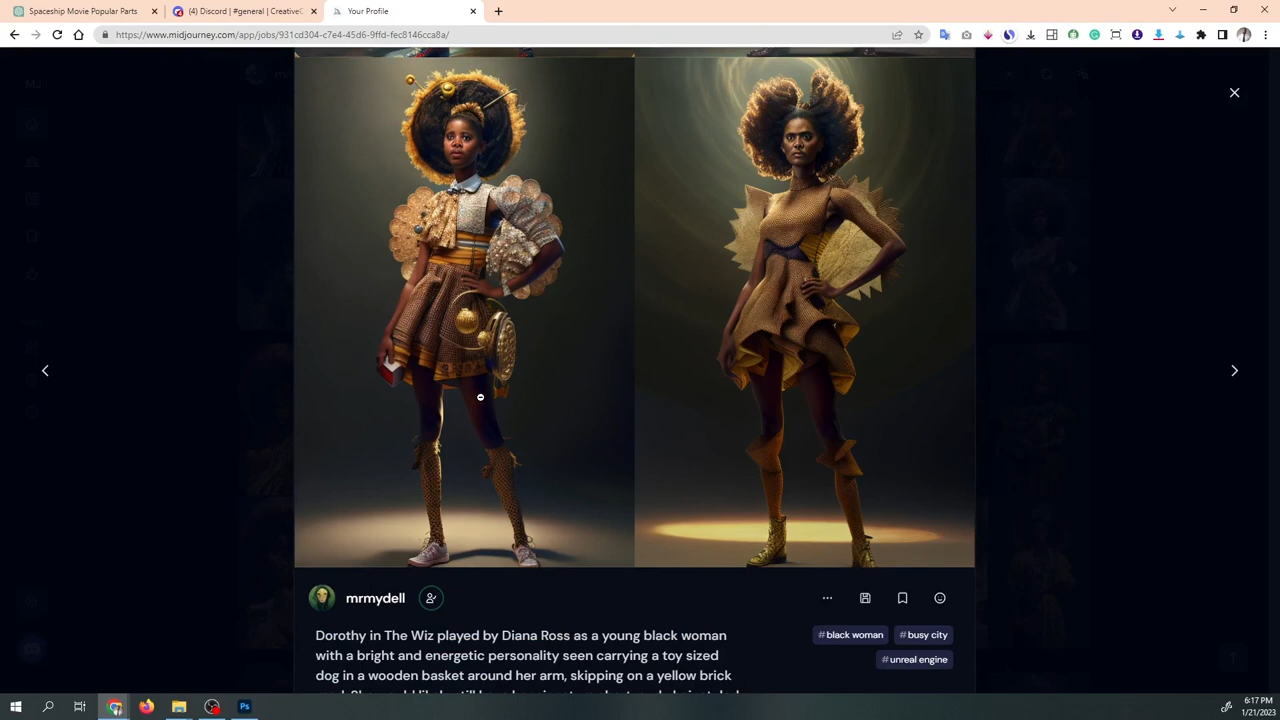 Spaceship Movie Popular Parts
(4) Discord | #general | CreativeC
Your Profile
https://www.midjourney.com/app/jobs/931cd304-c7e4-45d6-9ffd-fec8146cca8a/
mrmydell
Dorothy in The Wiz played by Diana Ross as a young black woman
with a bright and energetic personality seen carrying a toy sized
dog in a wooden basket around her arm, skipping on a yellow brick
#black woman
#busy city
#unreal engine
6:17 PM
1/21/2023